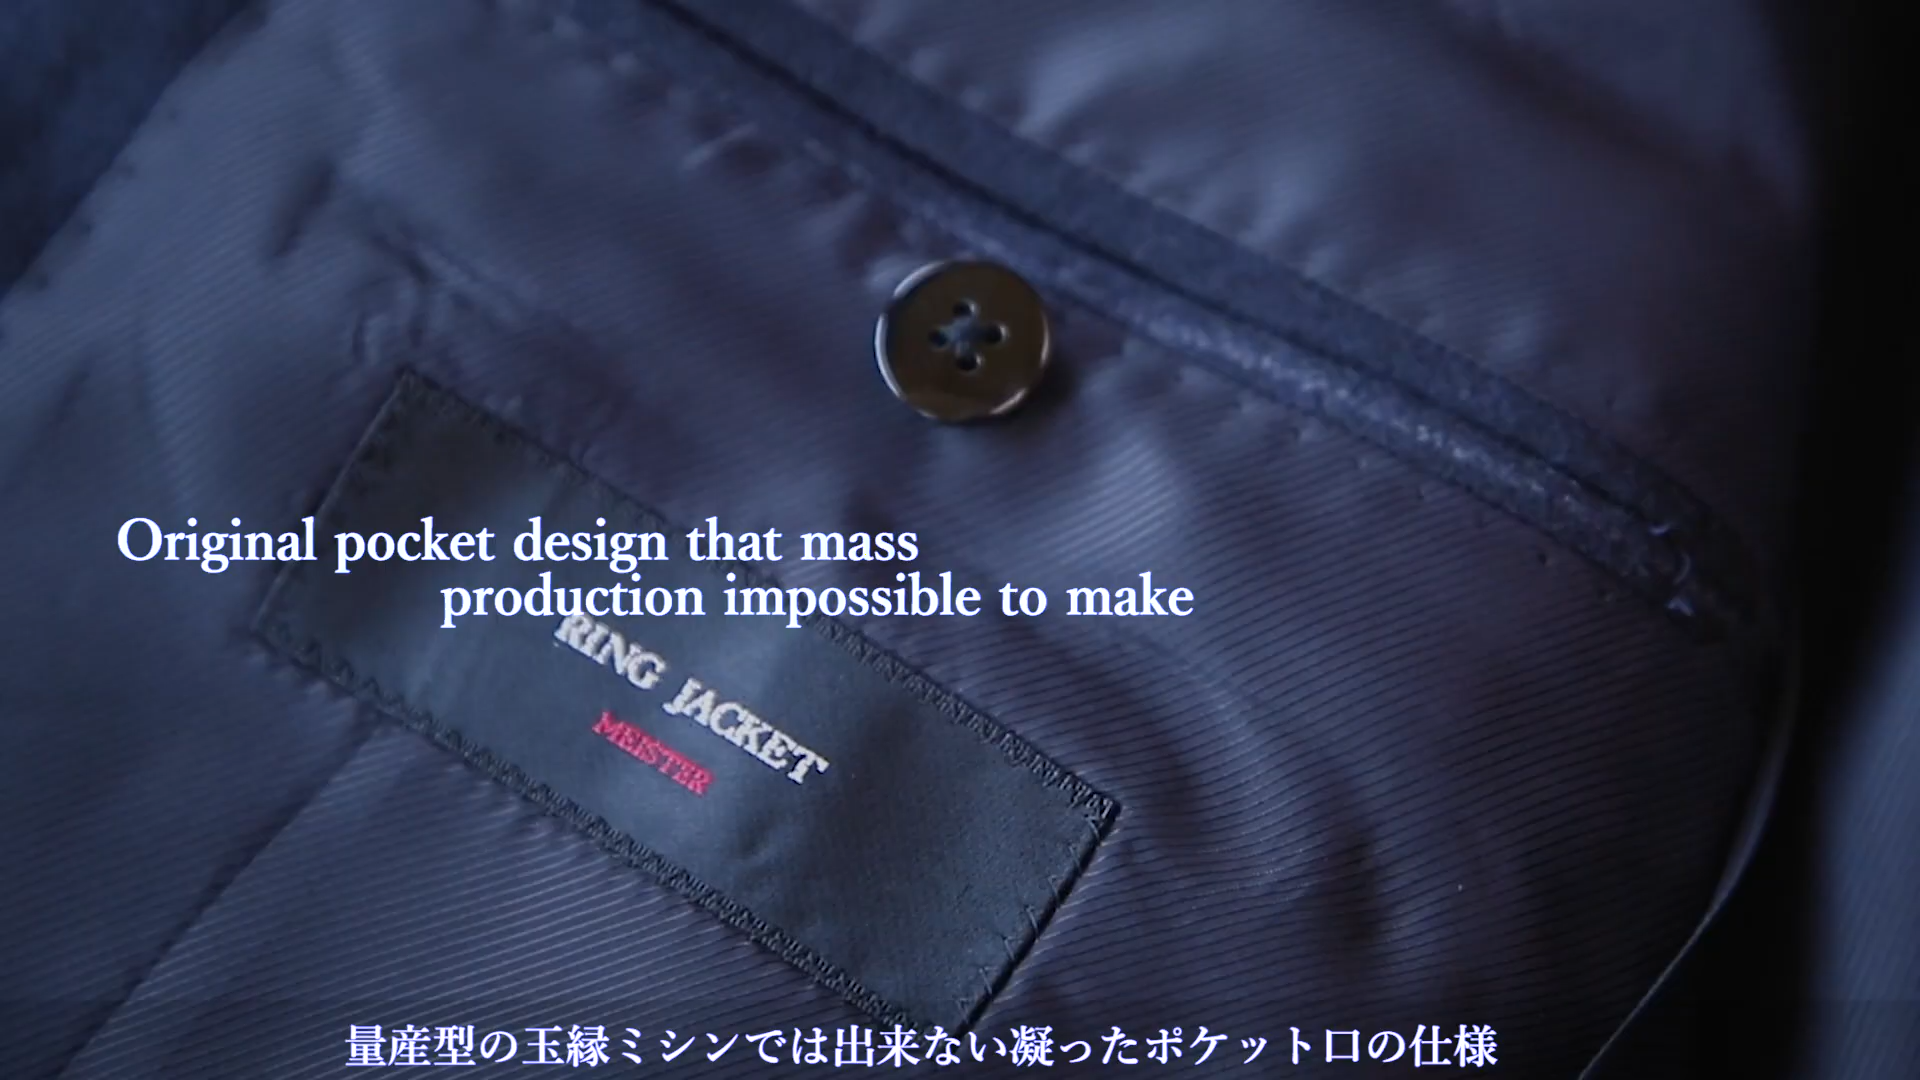 Original pocket design that mass
production impossible to make
RING JACKET
MEISTER
量産型の玉縁ミシンでは出来ない凝ったポケット口の仕様